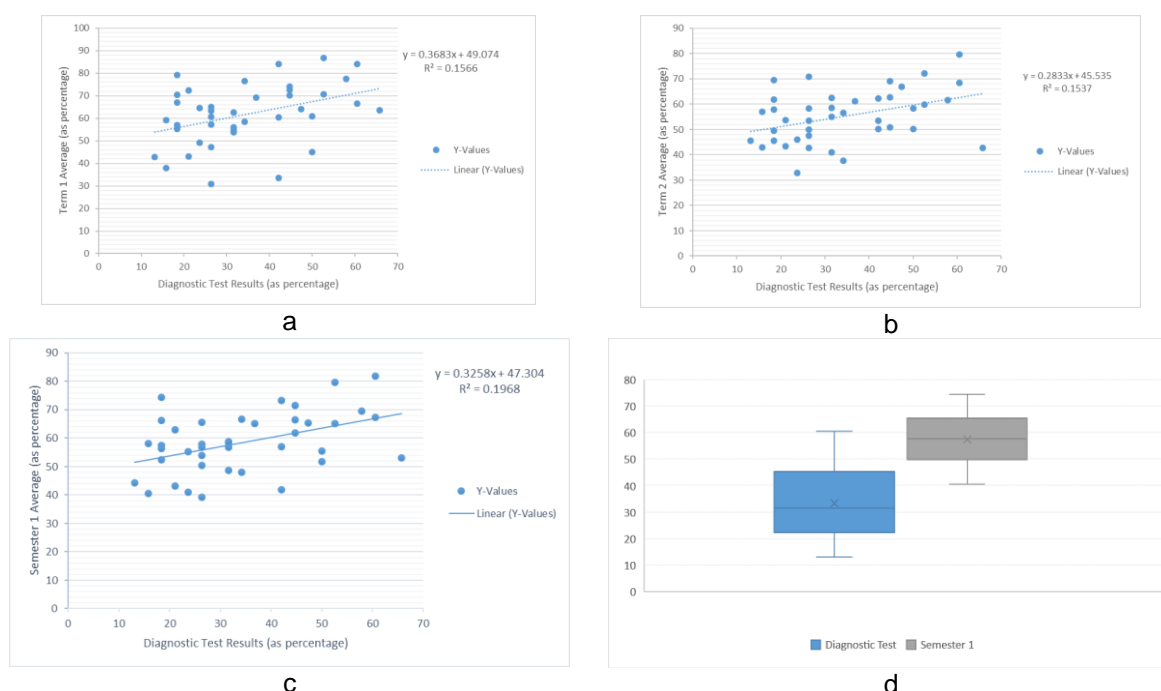 100
90
80
70
60
50
40
30
20
10
0
Term 1 Average (as percentage)
0 10 20 30 40 50 60 70
Diagnostic Test Results (as percentage)
y = 0.3683x + 49.074
R² = 0.1566
Y-Values
Linear (Y-Values)
a
90
80
70
60
50
40
30
20
10
0
Term 2 Average (as percentage)
0 10 20 30 40 50 60 70
Diagnostic Test Results (as percentage)
y = 0.2833x + 45.535
R² = 0.1537
Y-Values
Linear (Y-Values)
b
90
80
70
60
50
40
30
20
10
0
Semester 1 Average (as percentage)
0 10 20 30 40 50 60 70
Diagnostic Test Results (as percentage)
y = 0.3258x + 47.304
R² = 0.1968
Y-Values
Linear (Y-Values)
c
80
70
60
50
40
30
20
10
0
Diagnostic Test Semester 1
d